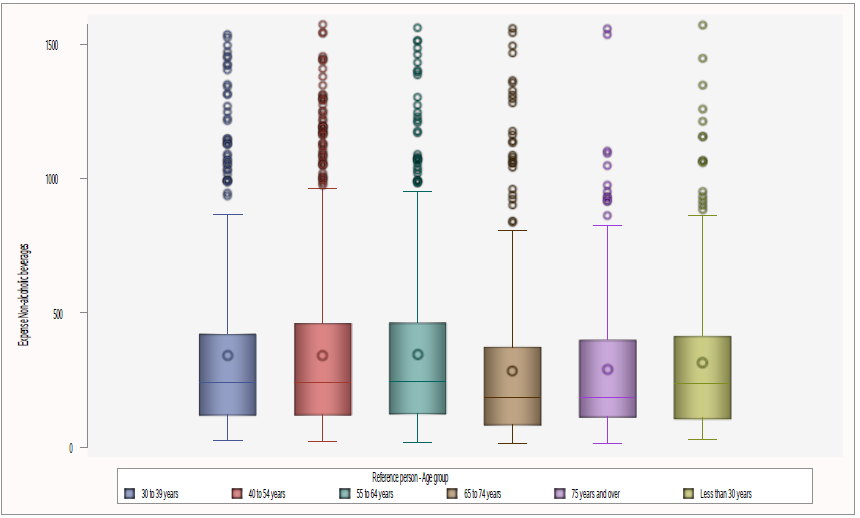 1500
1000
500
0
Expense Non-alcoholic beverages
Reference person - Age group
30 to 39 years 40 to 54 years 55 to 64 years 65 to 74 years 75 years and over Less than 30 years